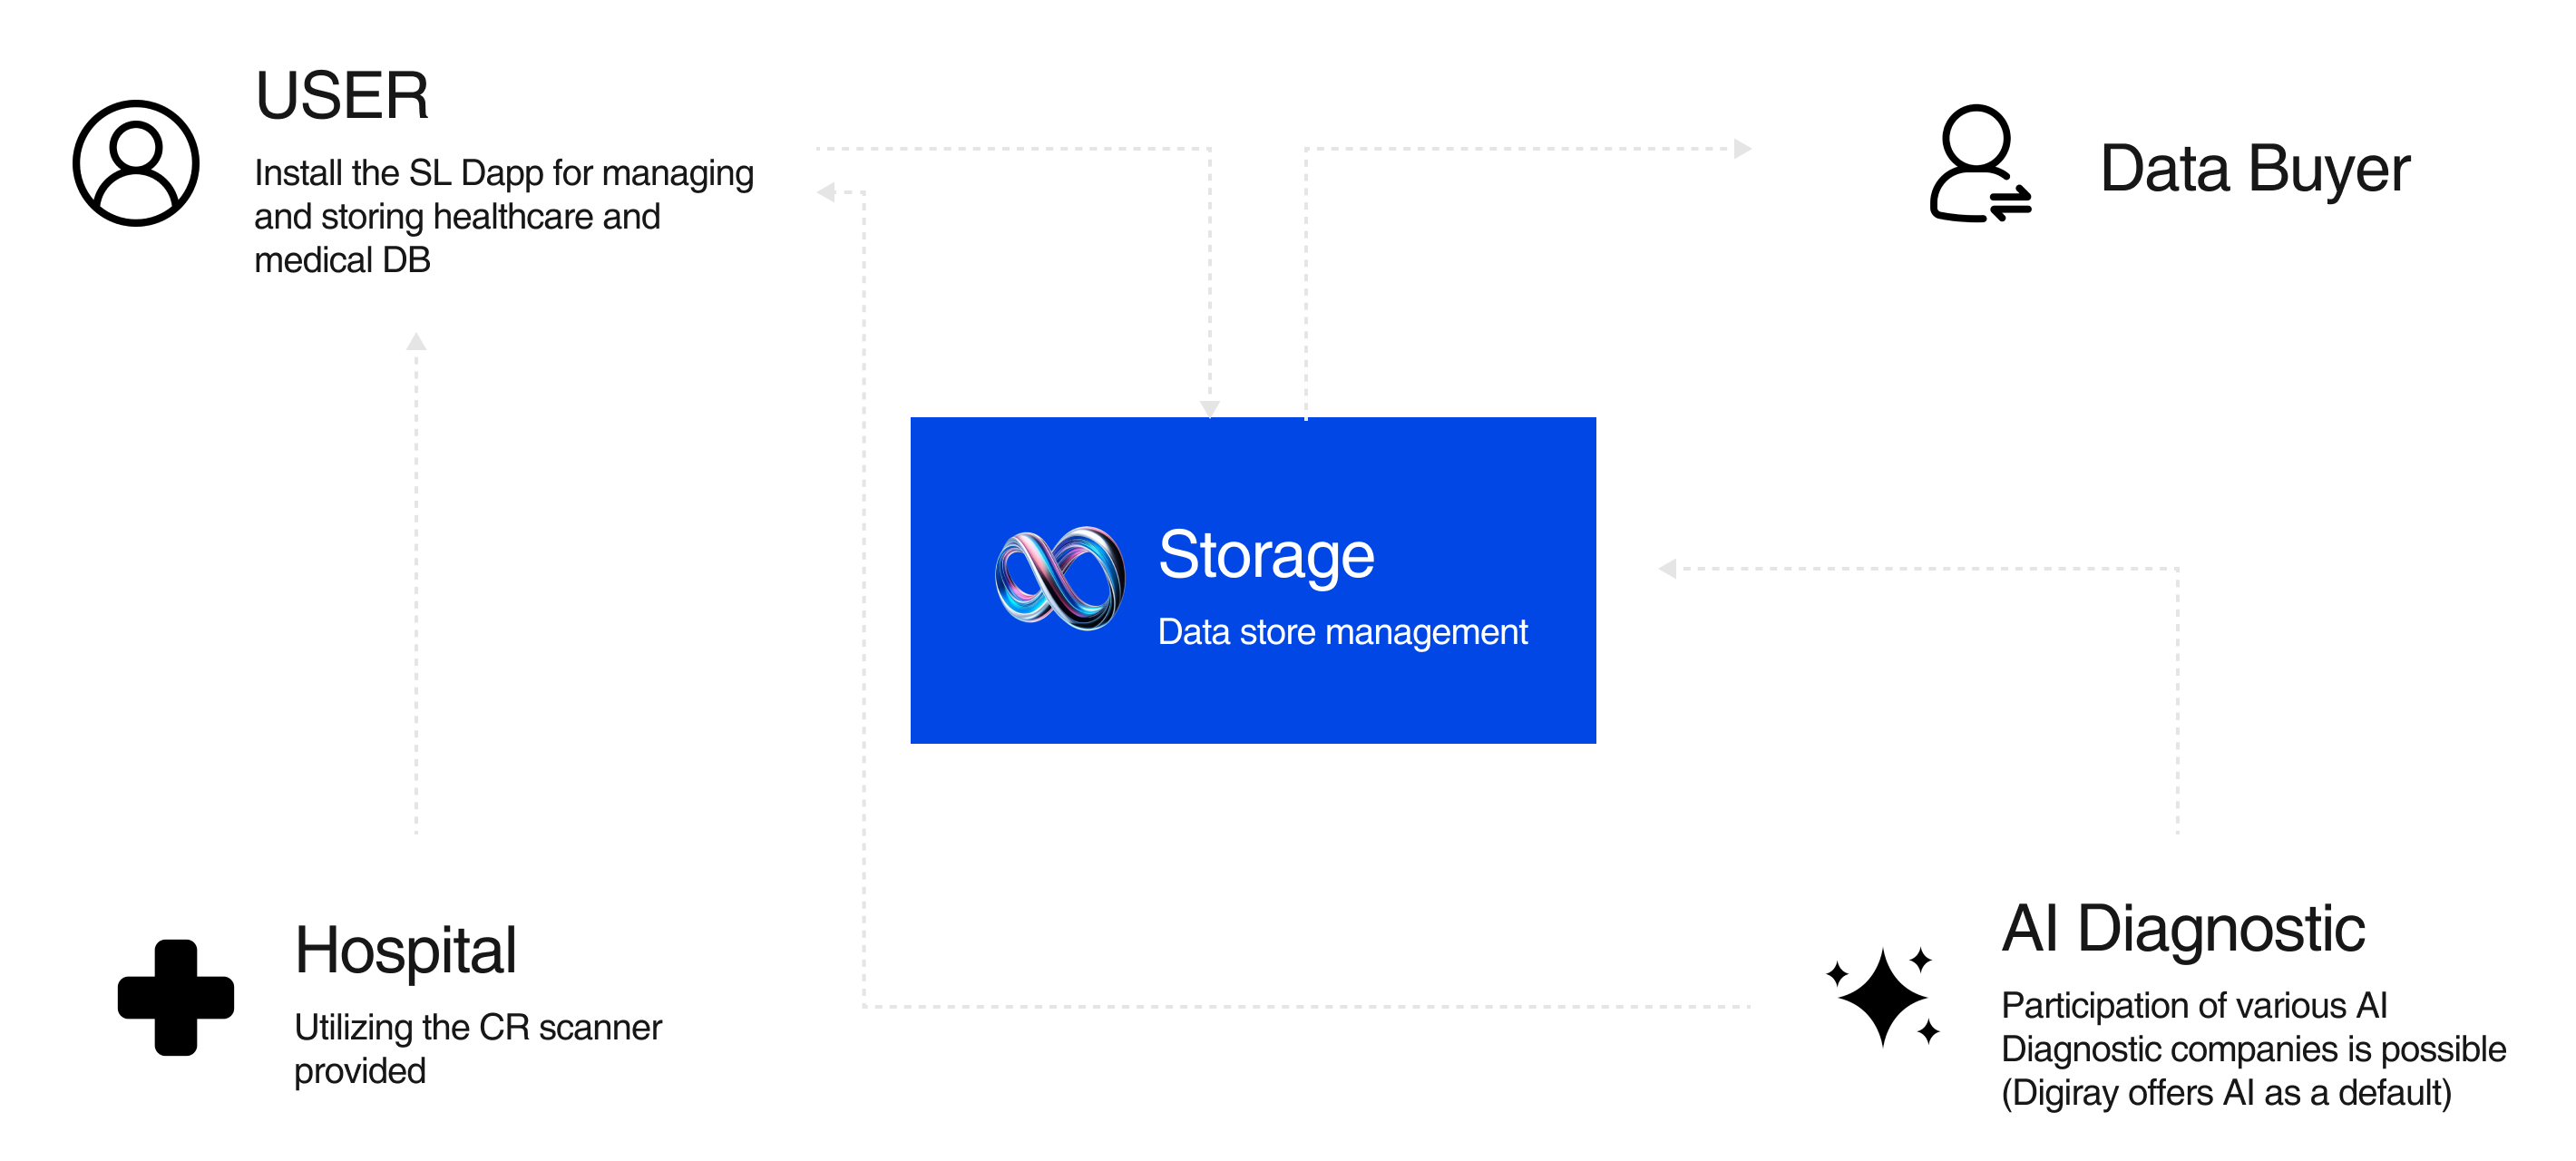 USER
Install the SL Dapp for managing
and storing healthcare and
medical DB
Data Buyer
Storage
Data store management
Hospital
Utilizing the CR scanner
provided
AI Diagnostic
Participation of various AI
Diagnostic companies is possible
(Digiray offers AI as a default)